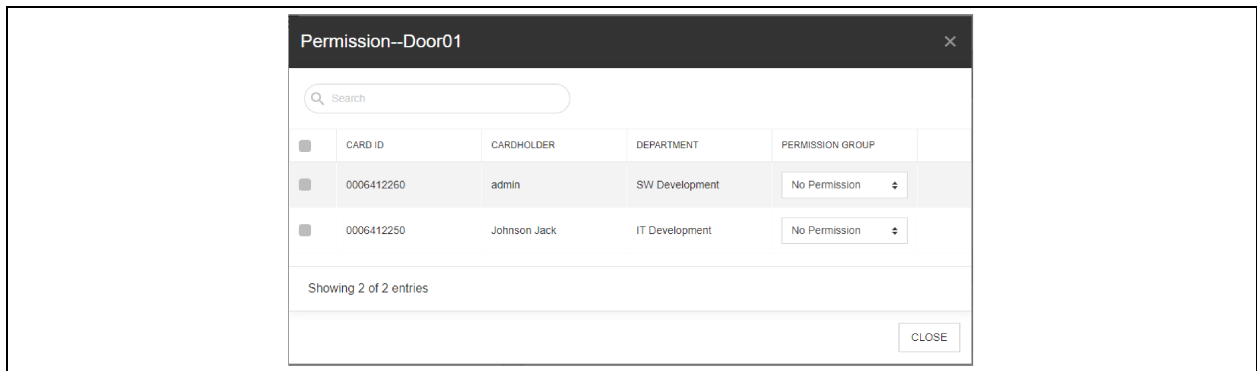 Permission--Door01
Search
CARD ID CARDHOLDER DEPARTMENT PERMISSION GROUP
0006412260 admin SW Development No Permission
0006412250 Johnson Jack IT Development No Permission
Showing 2 of 2 entries
CLOSE